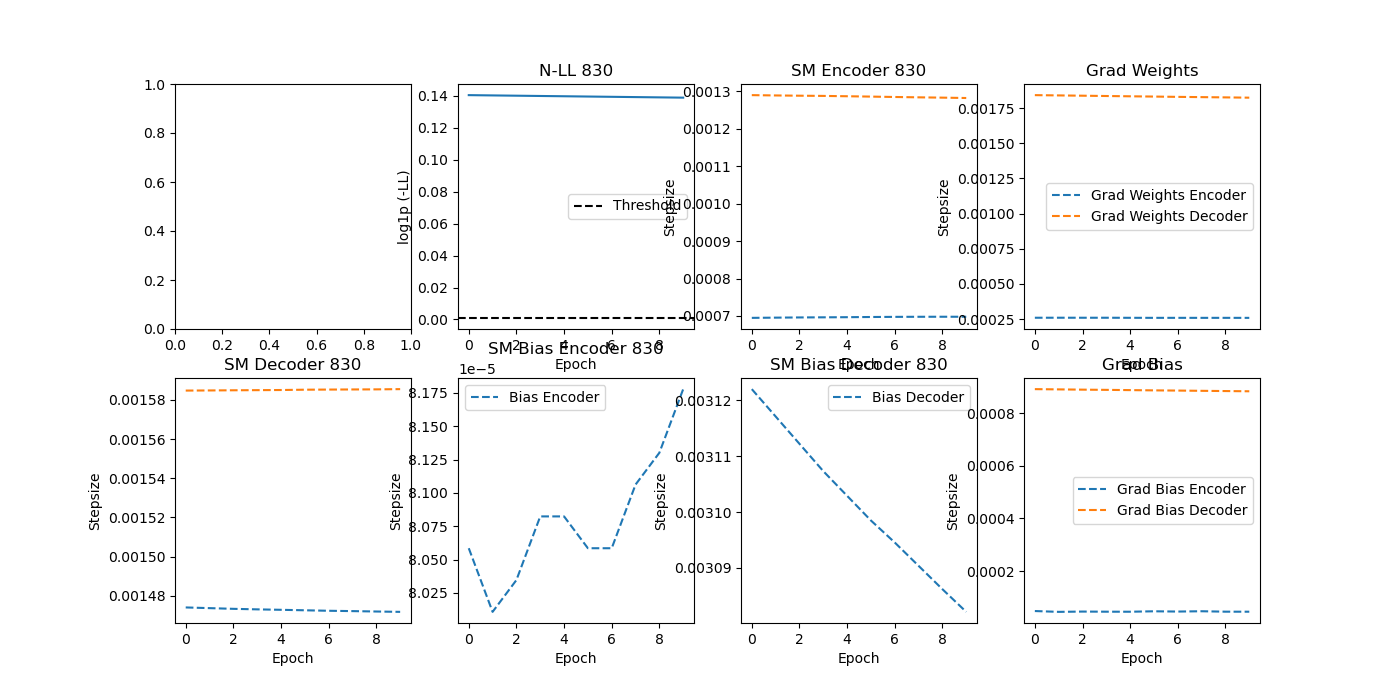 N-LL 830
SM Encoder 830
Grad Weights
1.0
0.8
0.6
0.4
0.2
0.0
0.0 0.2 0.4 0.6 0.8 1.0
log1p (-LL)
0.14
0.12
0.10
0.08
0.06
0.04
0.02
0.00
Threshold
0 2 4 6 8
Epoch
Stepsize
0.0013
0.0012
0.0011
0.0010
0.0009
0.0008
0.0007
0 2 4 6 8
Epoch
Stepsize
0.00175
0.00150
0.00125
0.00100
0.00075
0.00050
0.00025
Grad Weights Encoder
Grad Weights Decoder
0 2 4 6 8
Epoch
SM Decoder 830
SM Bias Encoder 830
SM Bias Decoder 830
Grad Bias
Stepsize
0.00158
0.00156
0.00154
0.00152
0.00150
0.00148
0 2 4 6 8
Epoch
Stepsize
1e−5
8.175
8.150
8.125
8.100
8.075
8.050
8.025
Bias Encoder
0 2 4 6 8
Epoch
Stepsize
0.00312
0.00311
0.00310
0.00309
Bias Decoder
0 2 4 6 8
Epoch
Stepsize
0.0008
0.0006
0.0004
0.0002
Grad Bias Encoder
Grad Bias Decoder
0 2 4 6 8
Epoch